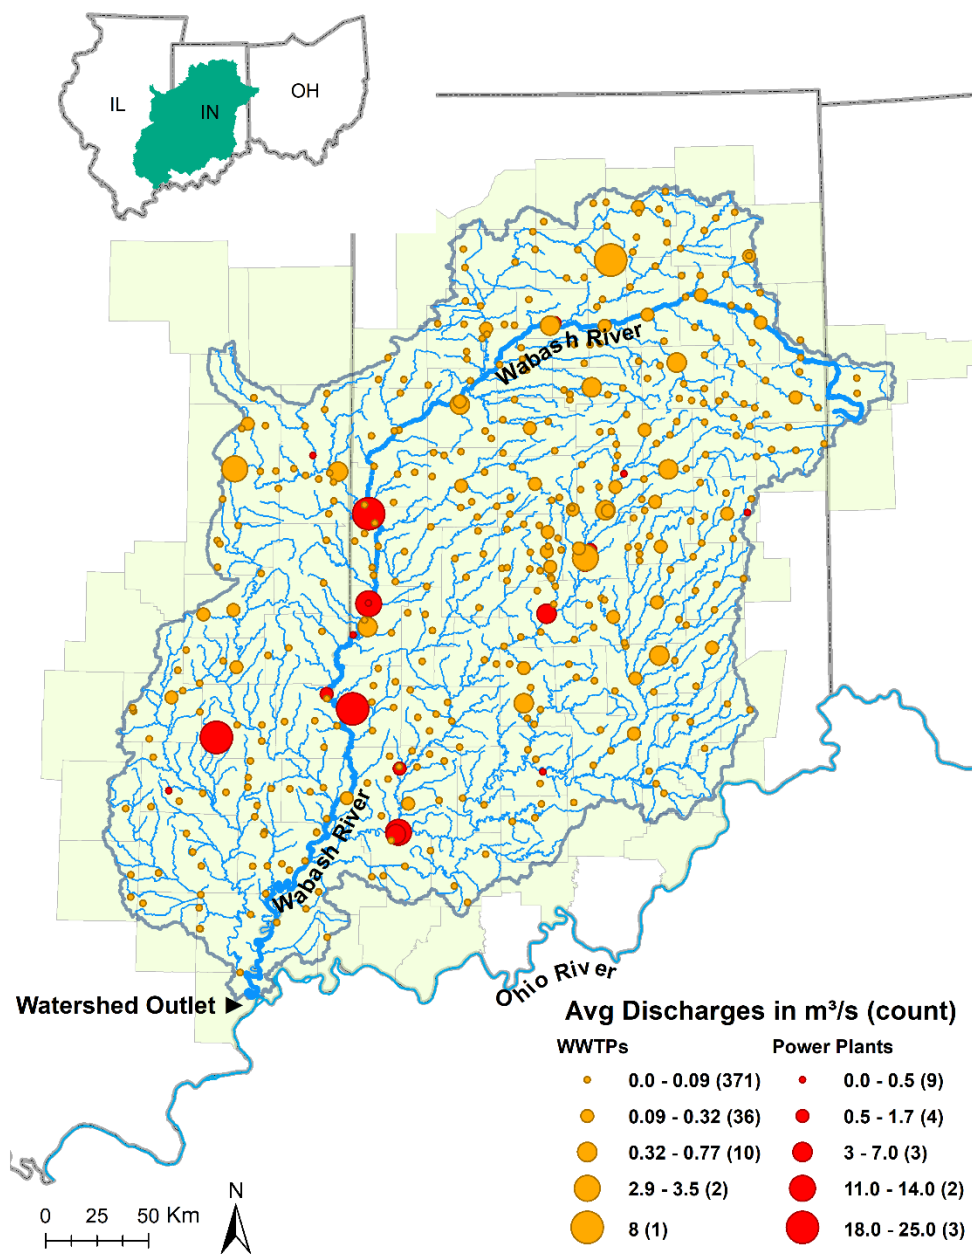 IL
IN
OH
Wabash River
Wabash River
Ohio River
Watershed Outlet
Avg Discharges in m³/s (count)
WWTPs Power Plants
0.0 - 0.09 (371) 0.0 - 0.5 (9)
0.09 - 0.32 (36) 0.5 - 1.7 (4)
0.32 - 0.77 (10) 3 - 7.0 (3)
2.9 - 3.5 (2) 11.0 - 14.0 (2)
8 (1) 18.0 - 25.0 (3)
N
0 25 50 Km